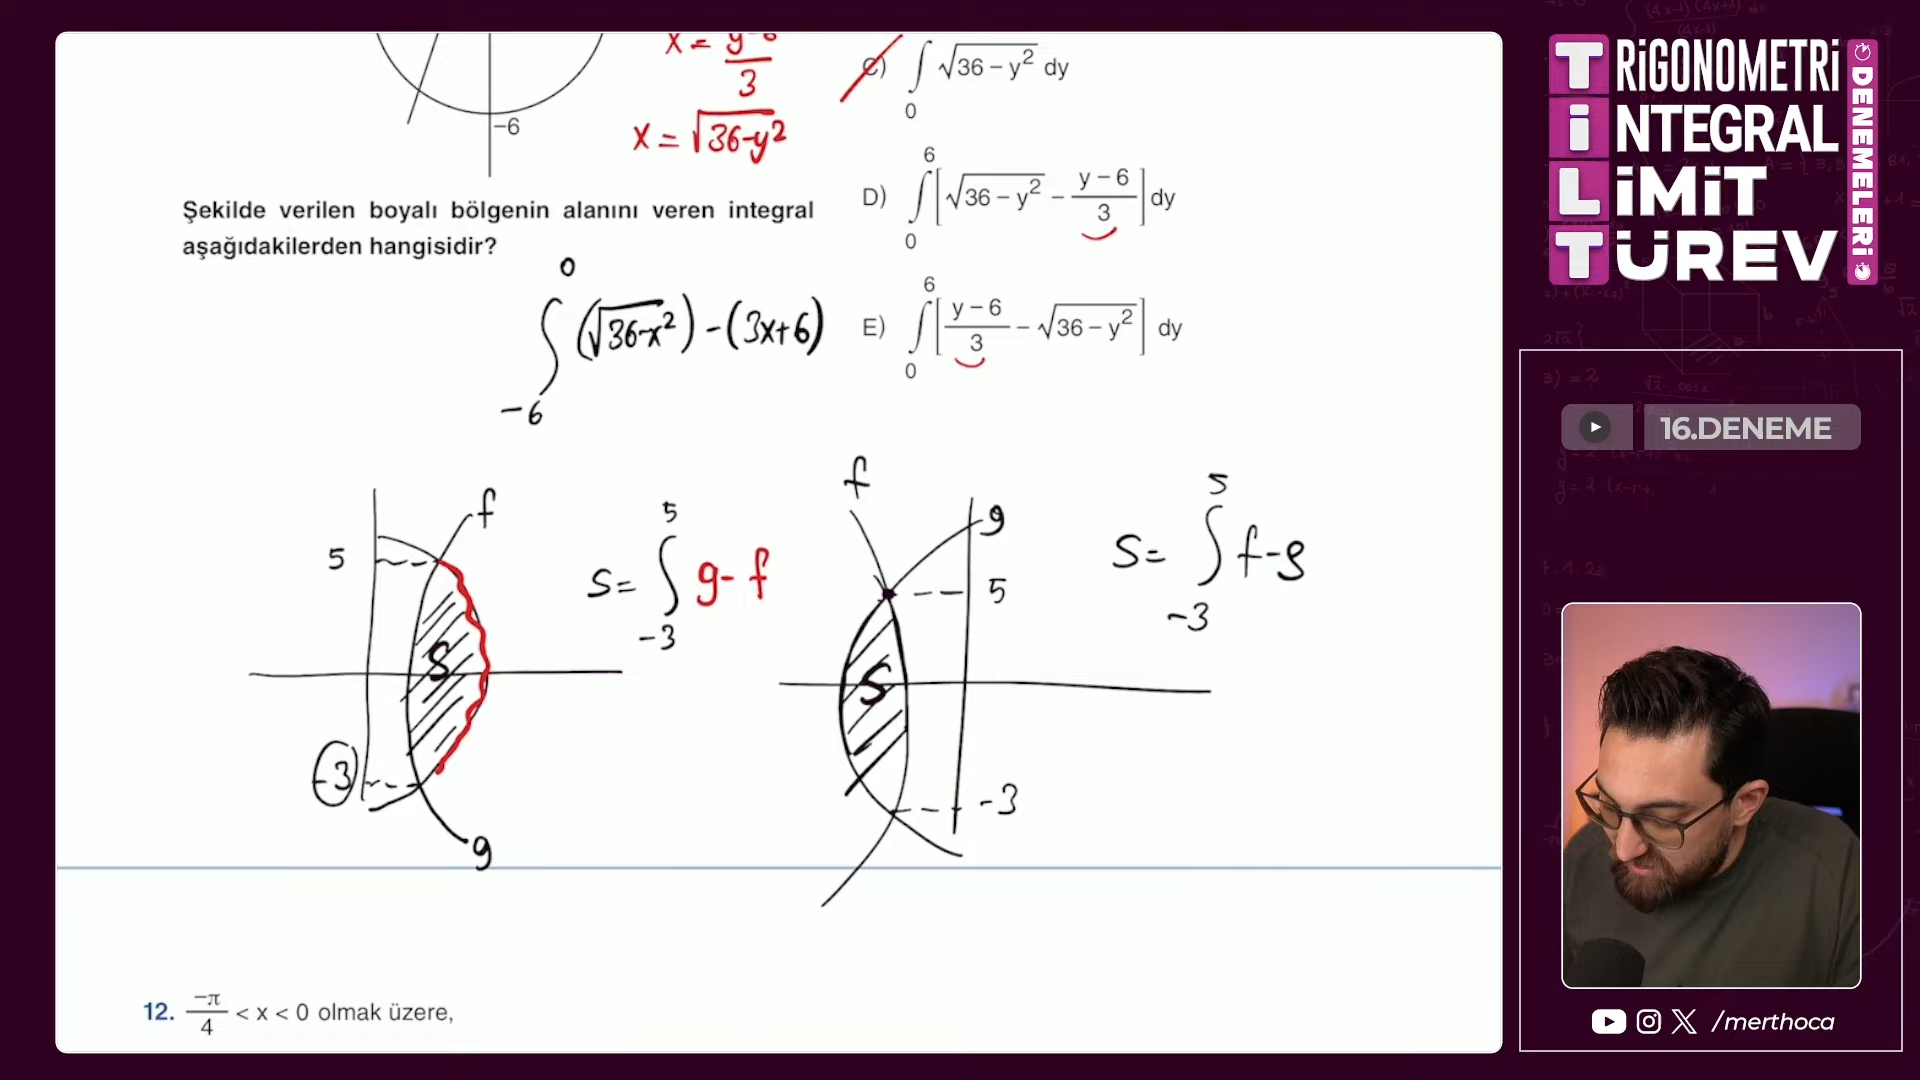 x = y-6
3
x = √36-y²
-6
C) ∫ √36 – y² dy
0
6
D) ∫ [√36 – y² – y – 6 / 3] dy
0
Şekilde verilen boyalı bölgenin alanını veren integral
aşağıdakilerden hangisidir?
0
∫ (√36-x²) - (3x+6)
-6
6
E) ∫ [y – 6 / 3 – √36 – y²] dy
0
f
5
S
-3
g
5
S= ∫ g- f
-3
f
g
5
S
-3
5
S= ∫ f-g
-3
12. –π/4 < x < 0 olmak üzere,
TRİGONOMETRİ
İNTEGRAL
LİMİT
TÜREV
DENEMELERİ
16.DENEME
/merthoca